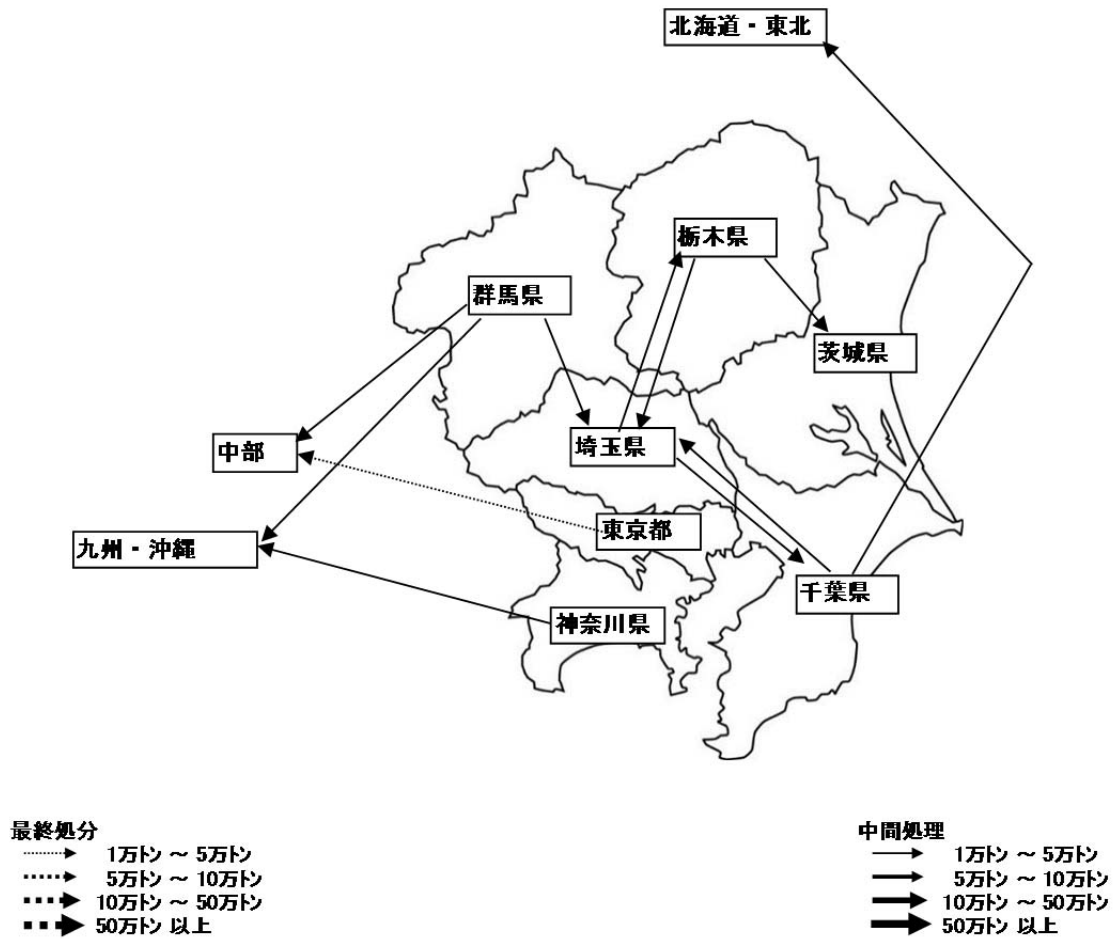 北海道・東北
栃木県
群馬県
茨城県
中部
埼玉県
東京都
九州・沖縄
千葉県
神奈川県
最終処分
1万トン ～ 5万トン
5万トン ～ 10万トン
10万トン ～ 50万トン
50万トン 以上
中間処理
1万トン ～ 5万トン
5万トン ～ 10万トン
10万トン ～ 50万トン
50万トン 以上